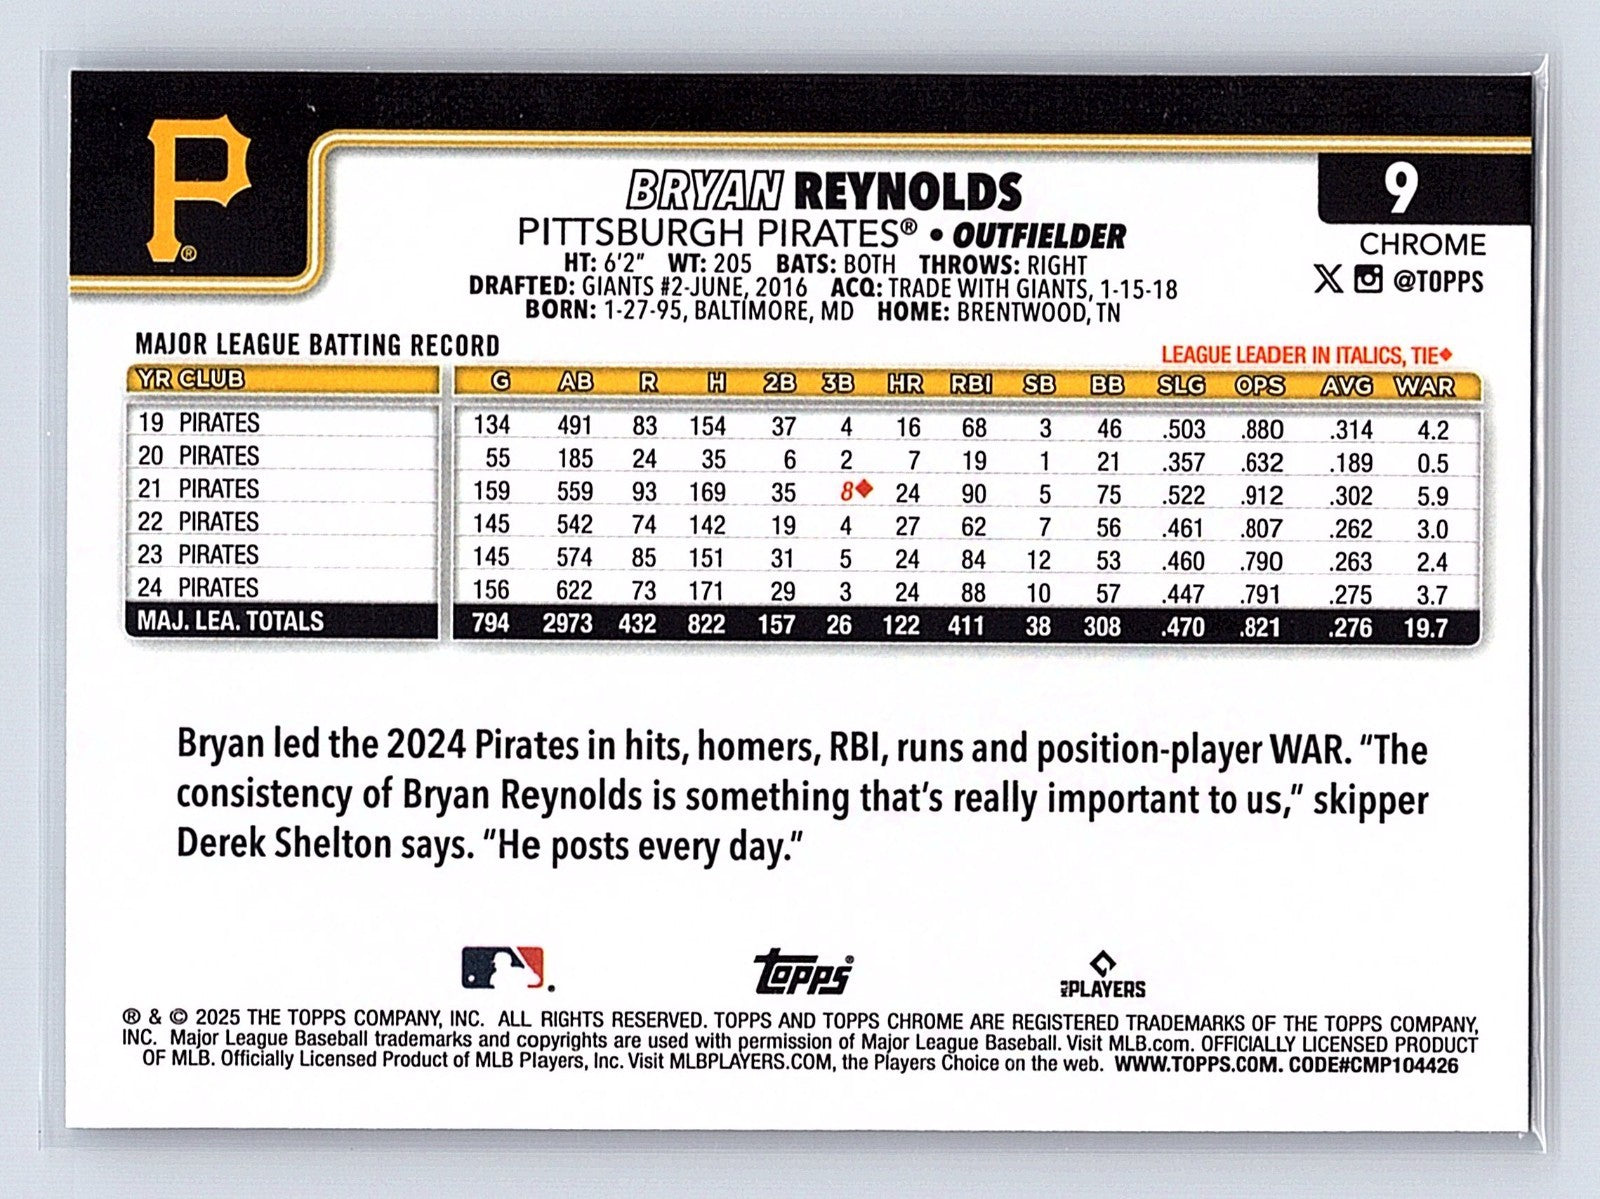 P®
BRYAN REYNOLDS
PITTSBURGH PIRATES® • OUTFIELDER
HT: 6'2" WT: 205 BATS: BOTH THROWS: RIGHT
DRAFTED: GIANTS #2-JUNE, 2016 ACQ: TRADE WITH GIANTS, 1-15-18
BORN: 1-27-95, BALTIMORE, MD HOME: BRENTWOOD, TN
9
CHROME
X @TOPPS
MAJOR LEAGUE BATTING RECORD
LEAGUE LEADER IN ITALICS, TIE◆
YR CLUB G AB R H 2B 3B HR RBI SB BB SLG OPS AVG WAR
19 PIRATES 134 491 83 154 37 4 16 68 3 46 .503 .880 .314 4.2
20 PIRATES 55 185 24 35 6 2 7 19 1 21 .357 .632 .189 0.5
21 PIRATES 159 559 93 169 35 8◆ 24 90 5 75 .522 .912 .302 5.9
22 PIRATES 145 542 74 142 19 4 27 62 7 56 .461 .807 .262 3.0
23 PIRATES 145 574 85 151 31 5 24 84 12 53 .460 .790 .263 2.4
24 PIRATES 156 622 73 171 29 3 24 88 10 57 .447 .791 .275 3.7
MAJ. LEA. TOTALS 794 2973 432 822 157 26 122 411 38 308 .470 .821 .276 19.7
Bryan led the 2024 Pirates in hits, homers, RBI, runs and position-player WAR. "The
consistency of Bryan Reynolds is something that's really important to us," skipper
Derek Shelton says. "He posts every day."
Topps®
MLB PLAYERS
® & © 2025 THE TOPPS COMPANY, INC. ALL RIGHTS RESERVED. TOPPS AND TOPPS CHROME ARE REGISTERED TRADEMARKS OF THE TOPPS COMPANY,
INC. Major League Baseball trademarks and copyrights are used with permission of Major League Baseball. Visit MLB.com. OFFICIALLY LICENSED PRODUCT
OF MLB. Officially Licensed Product of MLB Players, Inc. Visit MLBPLAYERS.COM, the Players Choice on the web. WWW.TOPPS.COM. CODE#CMP104426